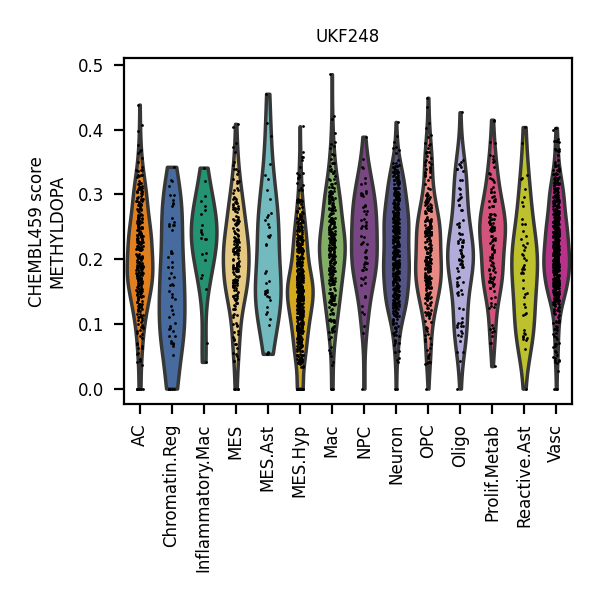 UKF248
CHEMBL459 score
METHYLDOPA
0.5
0.4
0.3
0.2
0.1
0.0
AC
Chromatin.Reg
Inflammatory.Mac
MES
MES.Ast
MES.Hyp
Mac
NPC
Neuron
OPC
Oligo
Prolif.Metab
Reactive.Ast
Vasc